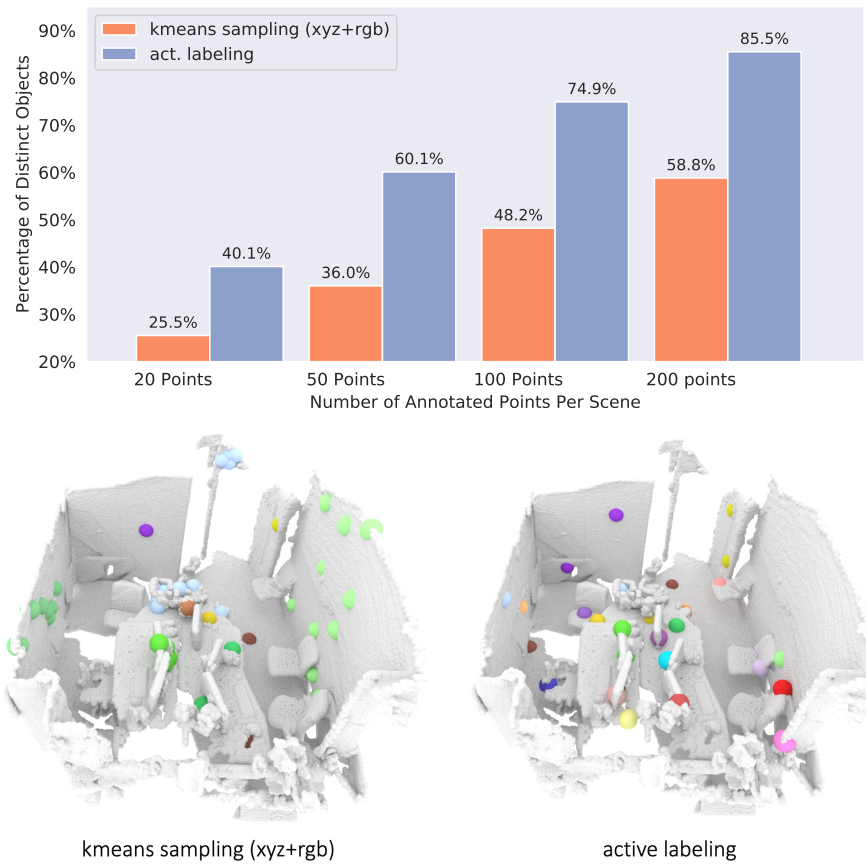 90%
80%
70%
60%
50%
40%
30%
20%
Percentage of Distinct Objects
kmeans sampling (xyz+rgb)
act. labeling
25.5%
40.1%
36.0%
60.1%
48.2%
74.9%
58.8%
85.5%
20 Points 50 Points 100 Points 200 points
Number of Annotated Points Per Scene
kmeans sampling (xyz+rgb) active labeling